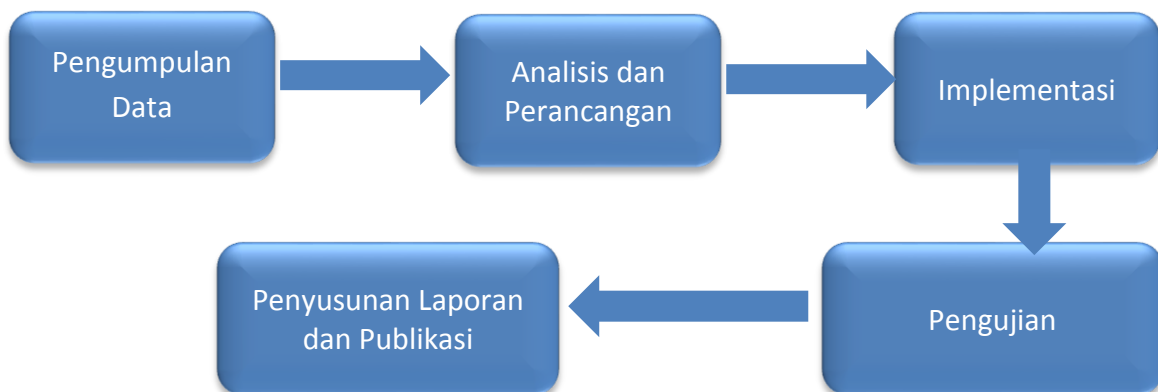 Pengumpulan
Data
Analisis dan
Perancangan
Implementasi
Pengujian
Penyusunan Laporan
dan Publikasi